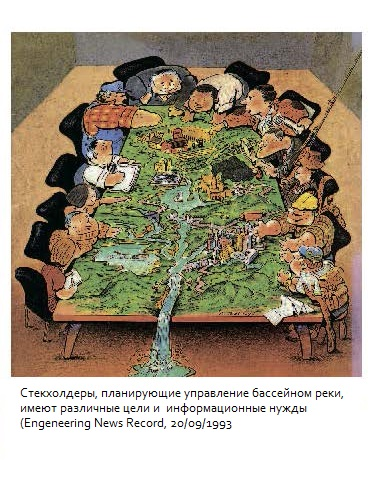 Стекхолдеры, планирующие управление бассейном реки,
имеют различные цели и  информационные нужды
(Engeneering News Record, 20/09/1993